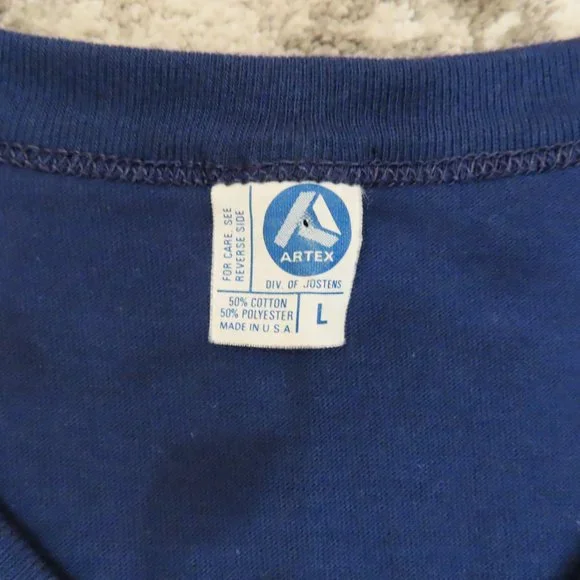 FOR CARE, SEE
REVERSE SIDE
ARTEX
DIV. OF JOSTENS
50% COTTON
50% POLYESTER
MADE IN U.S.A.
L